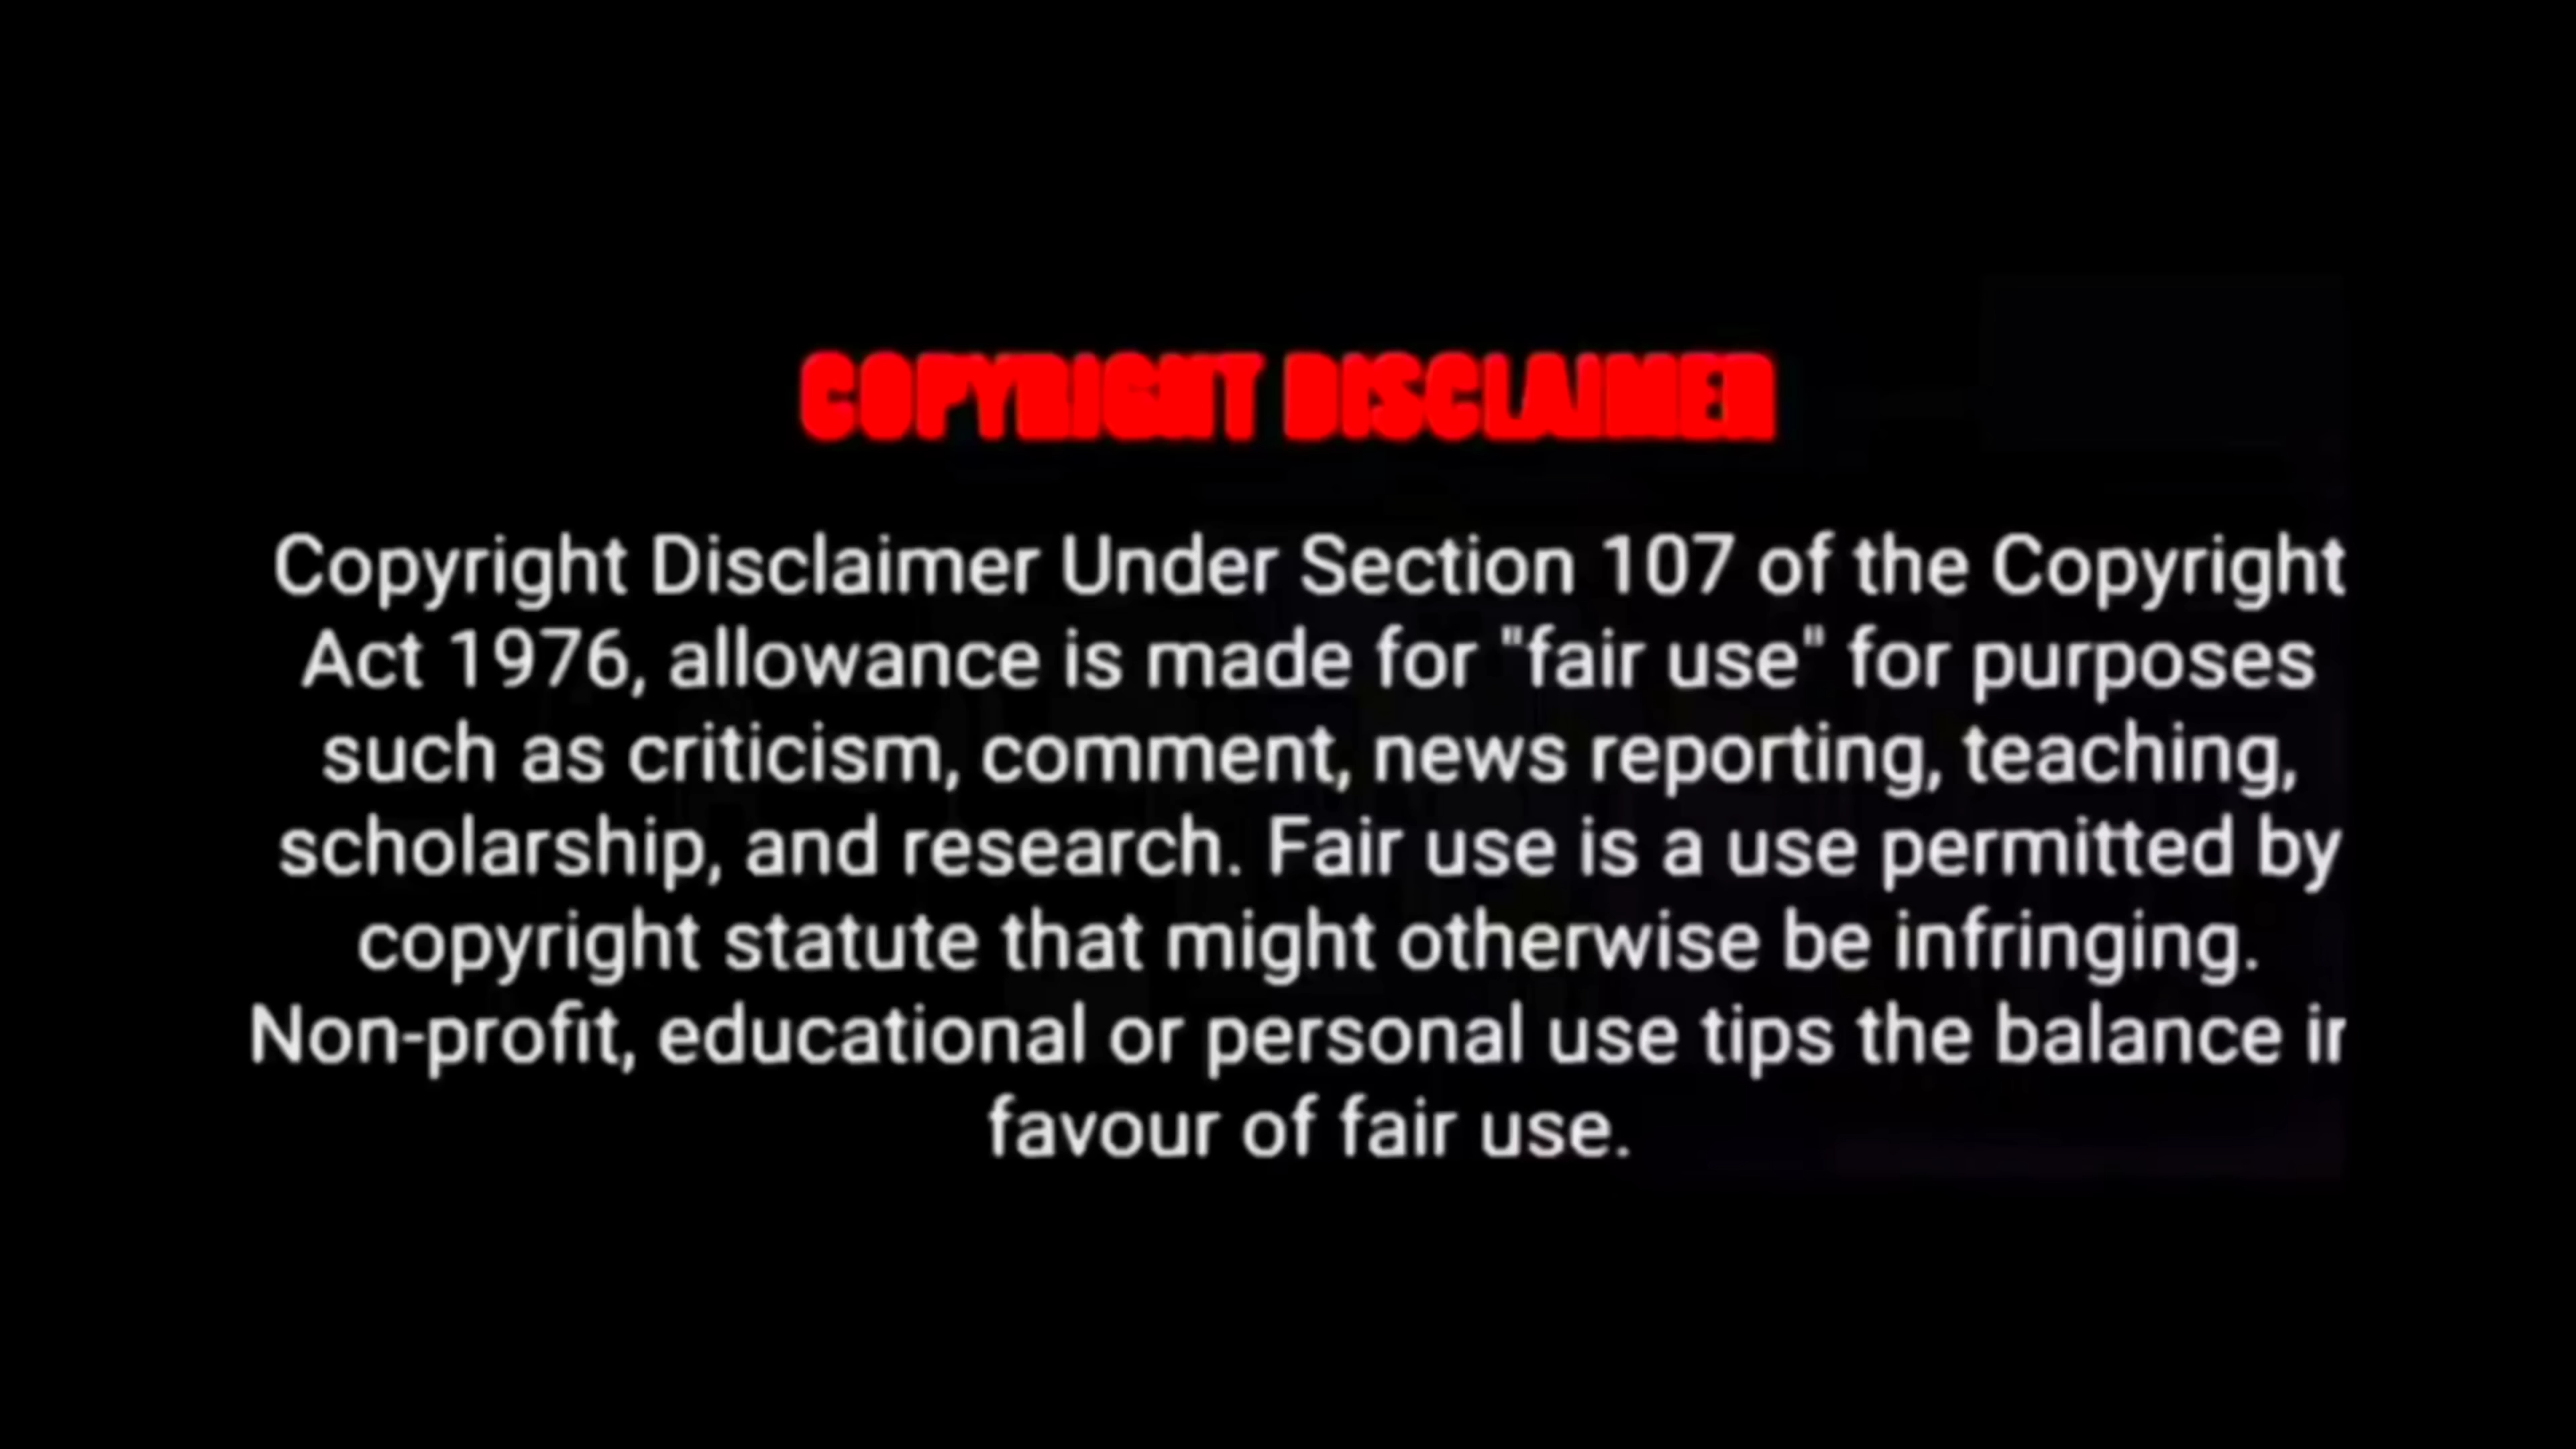 COPYRIGHT DISCLAIMER
Copyright Disclaimer Under Section 107 of the Copyright
Act 1976, allowance is made for "fair use" for purposes
such as criticism, comment, news reporting, teaching,
scholarship, and research. Fair use is a use permitted by
copyright statute that might otherwise be infringing.
Non-profit, educational or personal use tips the balance in
favour of fair use.